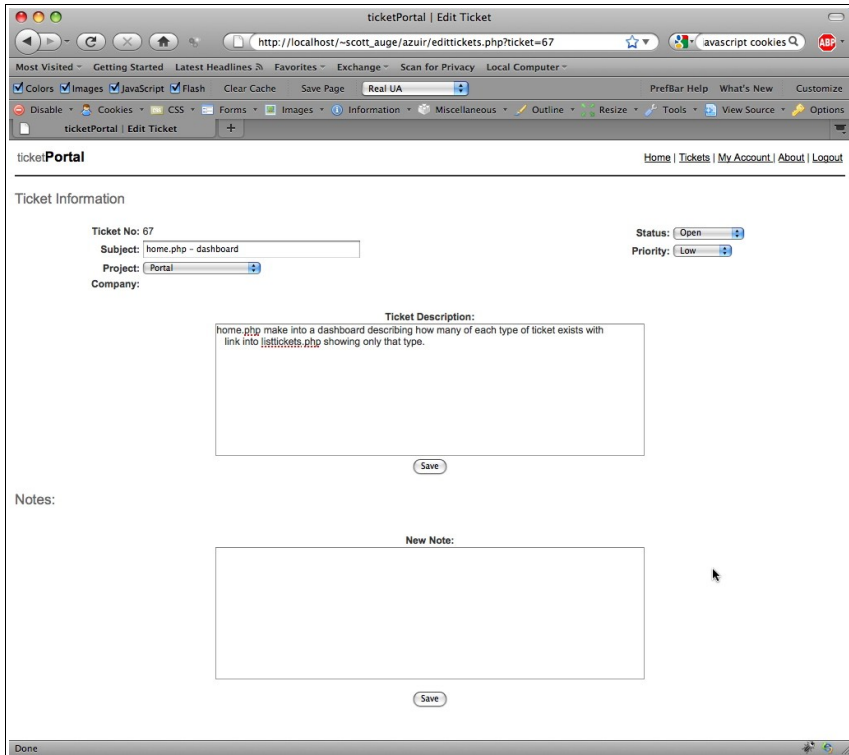 ticketPortal | Edit Ticket
http://localhost/~scott_auge/azuir/edittickets.php?ticket=67
avascript cookies
ABP
Most Visited Getting Started Latest Headlines Favorites Exchange Scan for Privacy Local Computer
Colors Images JavaScript Flash Clear Cache Save Page Real UA PrefBar Help What's New Customize
Disable Cookies CSS Forms Images Information Miscellaneous Outline Resize Tools View Source Options
ticketPortal | Edit Ticket +
ticketPortal
Home | Tickets | My Account | About | Logout
Ticket Information
Ticket No: 67
Status: Open
Subject: home.php - dashboard
Priority: Low
Project: Portal
Company:
Ticket Description:
home.php make into a dashboard describing how many of each type of ticket exists with
link into listtickets.php showing only that type.
Save
Notes:
New Note:
Save
Done